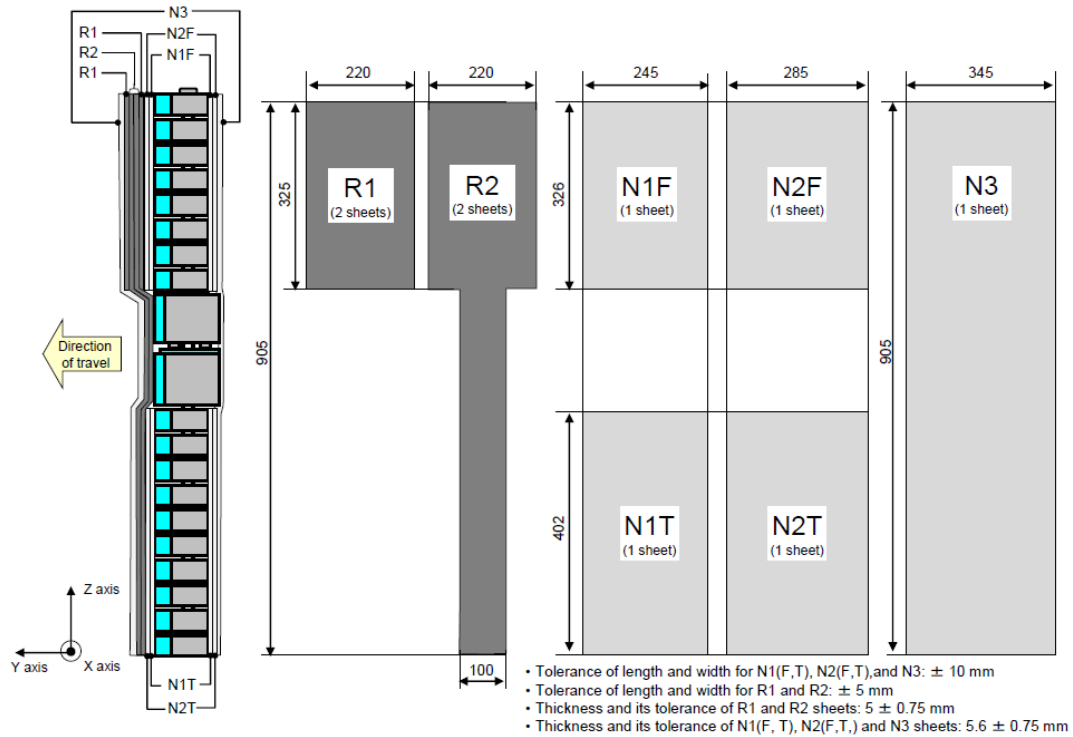 N3
R1
N2F
R2
N1F
R1
220
220
245
285
345
325
R1
(2 sheets)
R2
(2 sheets)
326
N1F
(1 sheet)
N2F
(1 sheet)
N3
(1 sheet)
Direction
of travel
905
905
402
N1T
(1 sheet)
N2T
(1 sheet)
Z axis
Y axis
X axis
100
N1T
N2T
• Tolerance of length and width for N1(F,T), N2(F,T),and N3: ± 10 mm
• Tolerance of length and width for R1 and R2: ± 5 mm
• Thickness and its tolerance of R1 and R2 sheets: 5 ± 0.75 mm
• Thickness and its tolerance of N1(F, T), N2(F,T,) and N3 sheets: 5.6 ± 0.75 mm